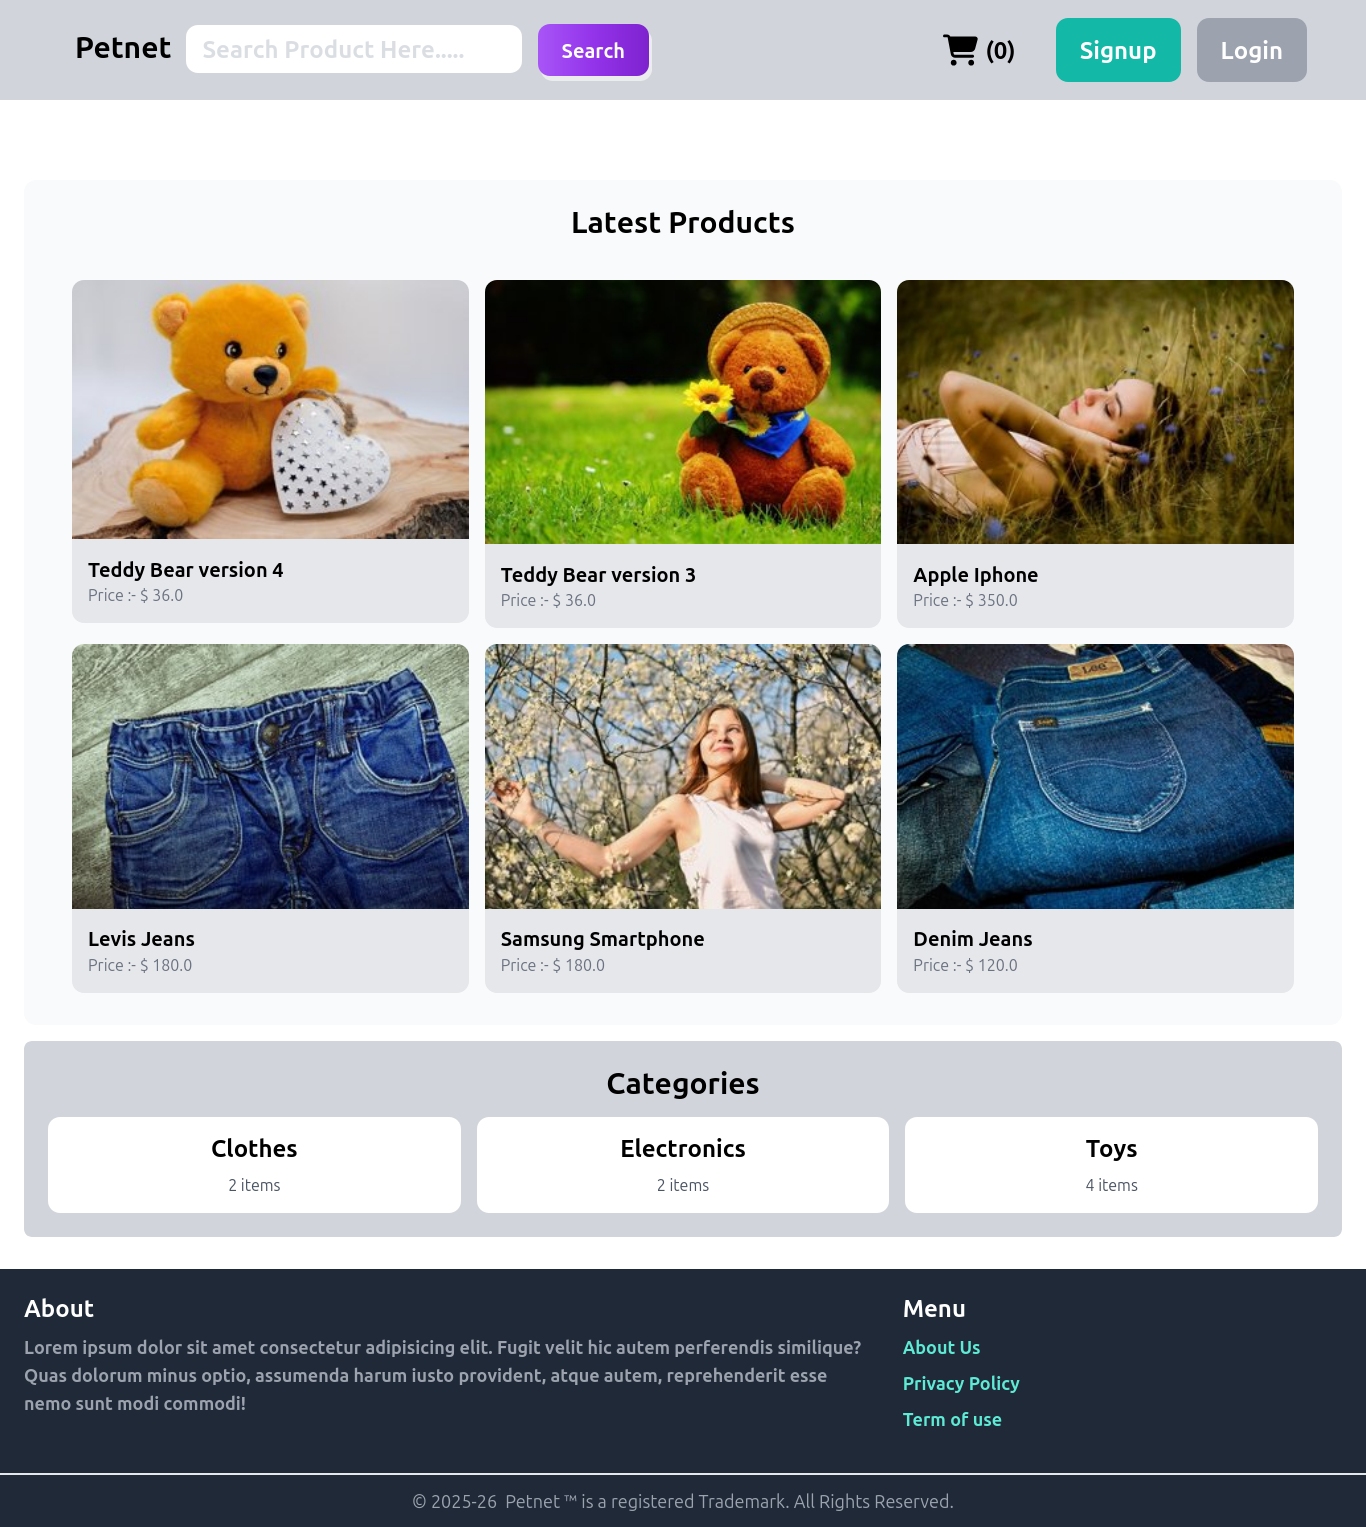 Petnet
Search Product Here.....
Search
(0)
Signup
Login
Latest Products
Teddy Bear version 4
Price :- $ 36.0
Teddy Bear version 3
Price :- $ 36.0
Apple Iphone
Price :- $ 350.0
Lee
Levis Jeans
Price :- $ 180.0
Samsung Smartphone
Price :- $ 180.0
Denim Jeans
Price :- $ 120.0
Categories
Clothes
2 items
Electronics
2 items
Toys
4 items
About
Lorem ipsum dolor sit amet consectetur adipisicing elit. Fugit velit hic autem perferendis similique?
Quas dolorum minus optio, assumenda harum iusto provident, atque autem, reprehenderit esse
nemo sunt modi commodi!
Menu
About Us
Privacy Policy
Term of use
© 2025-26 Petnet ™ is a registered Trademark. All Rights Reserved.